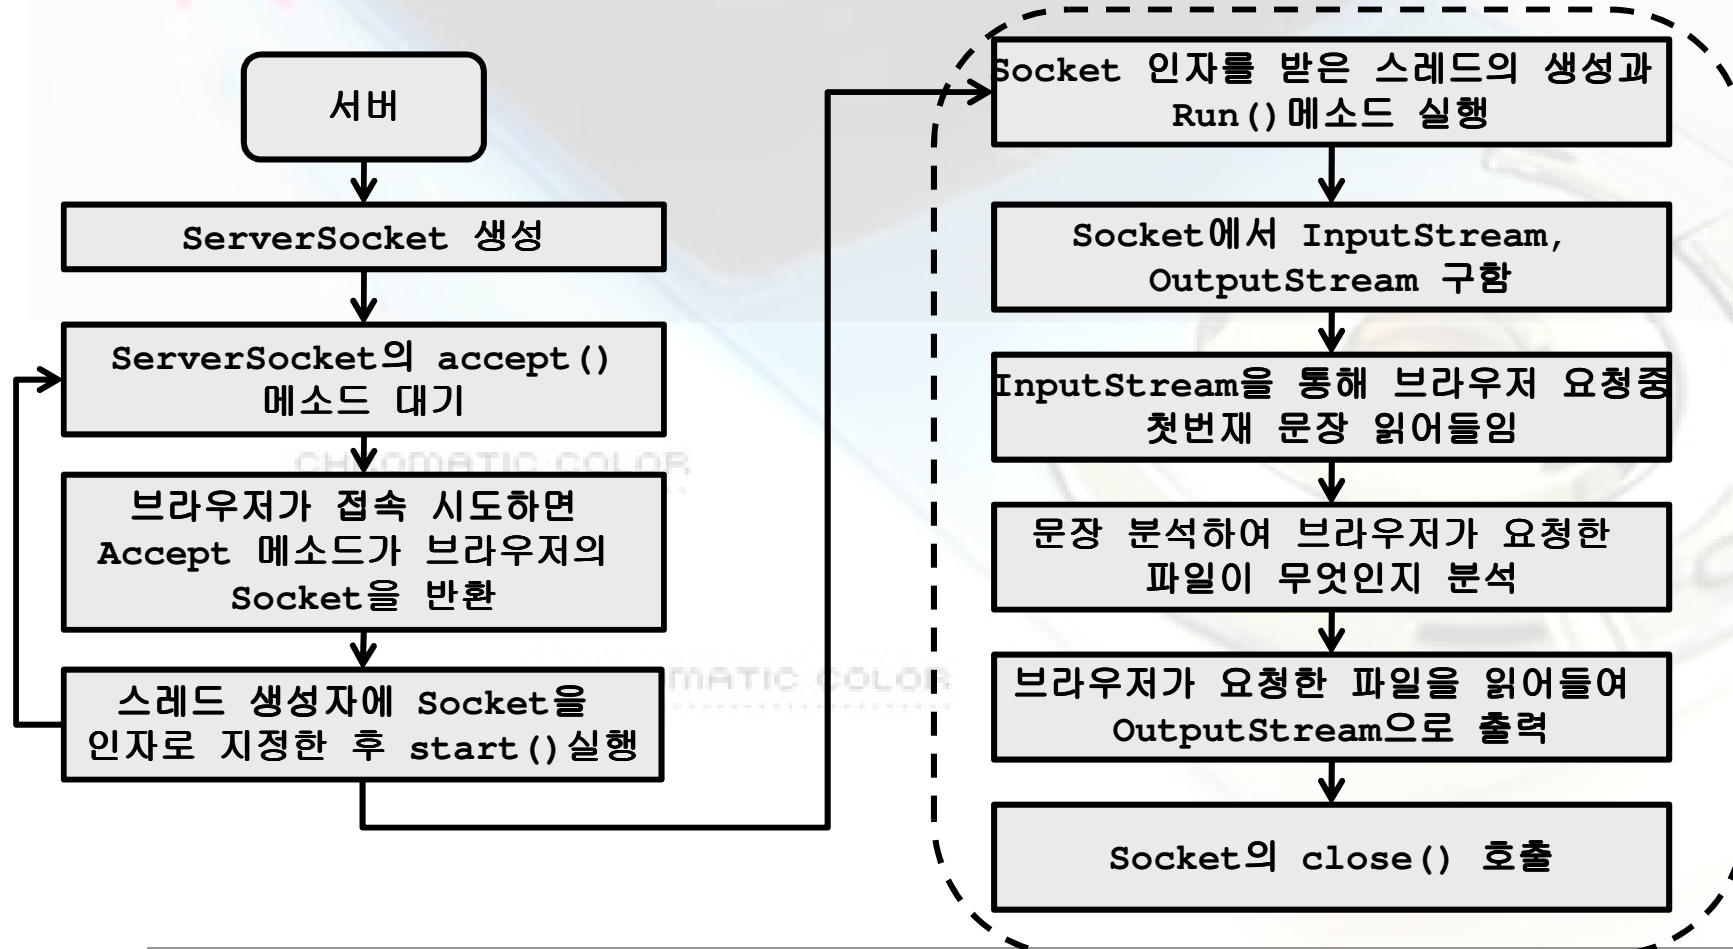 서버
ServerSocket 생성
ServerSocket의 accept()
메소드 대기
브라우저가 접속 시도하면
Accept 메소드가 브라우저의
Socket을 반환
스레드 생성자에 Socket을
인자로 지정한 후 start()실행
Socket 인자를 받은 스레드의 생성과
Run()메소드 실행
Socket에서 InputStream,
OutputStream 구함
InputStream을 통해 브라우저 요청중
첫번재 문장 읽어들임
문장 분석하여 브라우저가 요청한
파일이 무엇인지 분석
브라우저가 요청한 파일을 읽어들여
OutputStream으로 출력
Socket의 close() 호출
CHROMATIC COLOR
MATIC COLOR